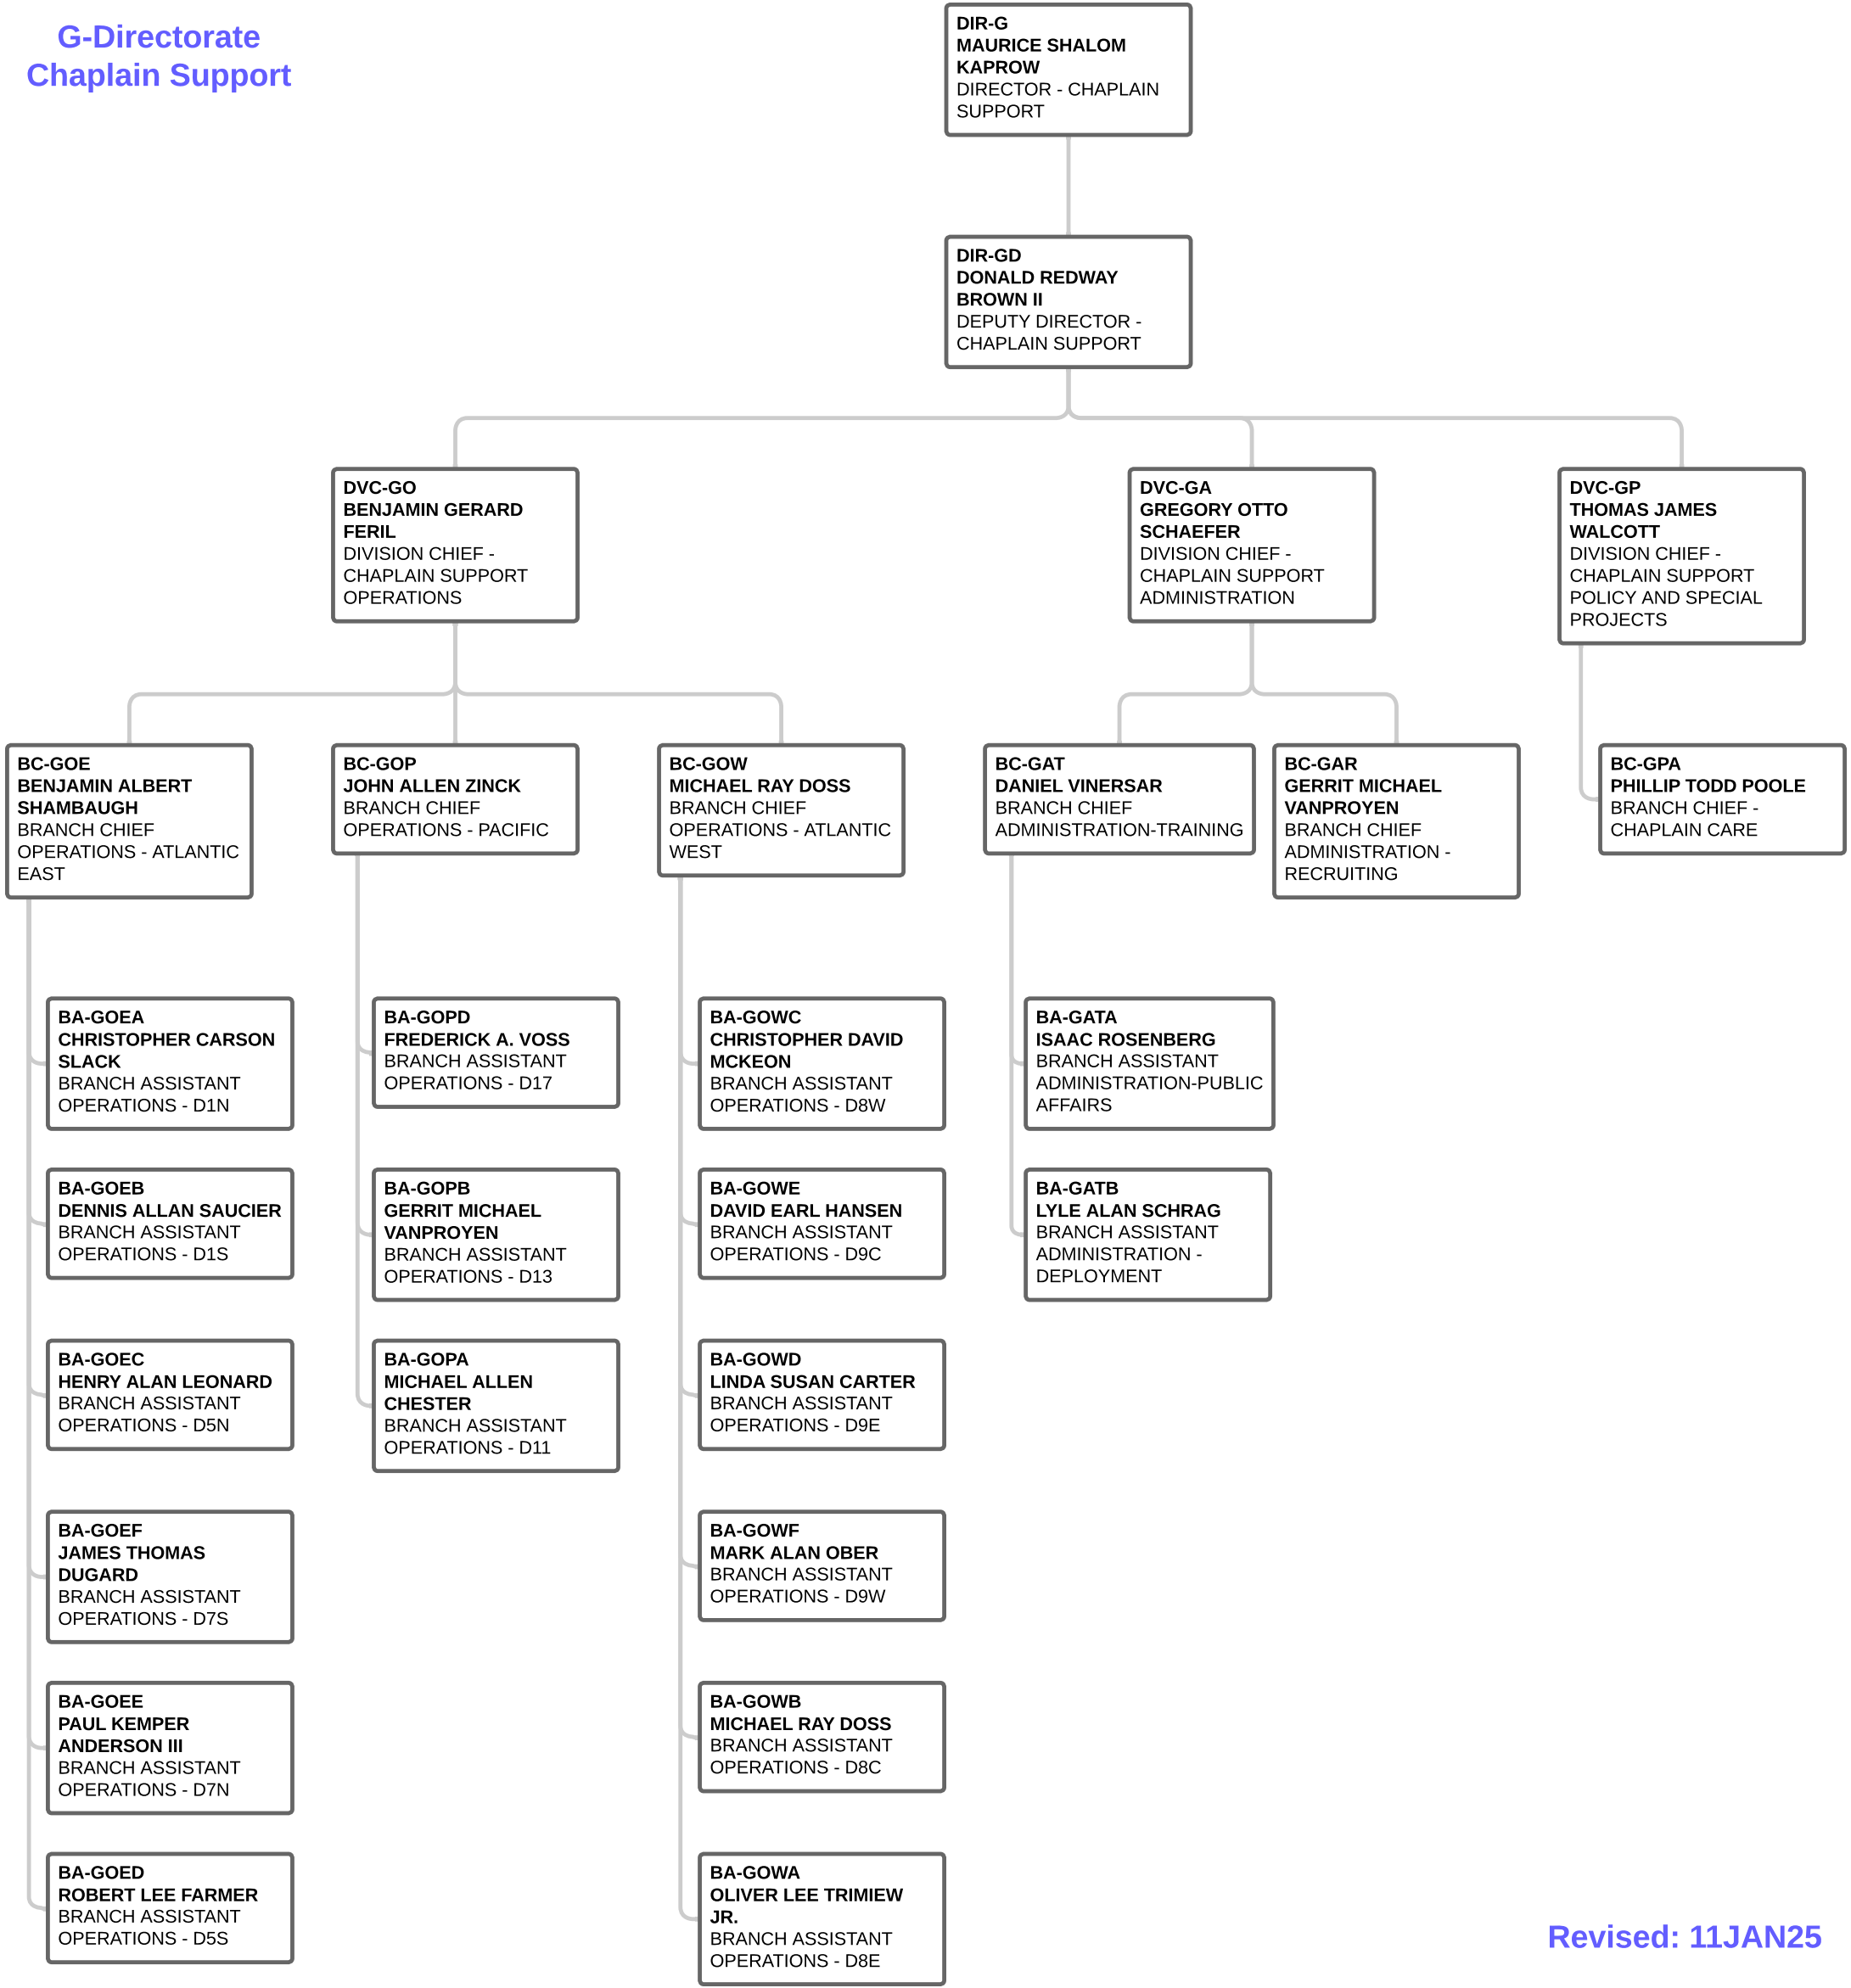 G-Directorate
Chaplain Support
DIR-G
MAURICE SHALOM
KAPROW
DIRECTOR - CHAPLAIN
SUPPORT
DIR-GD
DONALD REDWAY
BROWN II
DEPUTY DIRECTOR -
CHAPLAIN SUPPORT
DVC-GO
BENJAMIN GERARD
FERIL
DIVISION CHIEF -
CHAPLAIN SUPPORT
OPERATIONS
DVC-GA
GREGORY OTTO
SCHAEFER
DIVISION CHIEF -
CHAPLAIN SUPPORT
ADMINISTRATION
DVC-GP
THOMAS JAMES
WALCOTT
DIVISION CHIEF -
CHAPLAIN SUPPORT
POLICY AND SPECIAL
PROJECTS
BC-GOE
BENJAMIN ALBERT
SHAMBAUGH
BRANCH CHIEF
OPERATIONS - ATLANTIC
EAST
BC-GOP
JOHN ALLEN ZINCK
BRANCH CHIEF
OPERATIONS - PACIFIC
BC-GOW
MICHAEL RAY DOSS
BRANCH CHIEF
OPERATIONS - ATLANTIC
WEST
BC-GAT
DANIEL VINERSAR
BRANCH CHIEF
ADMINISTRATION-TRAINING
BC-GAR
GERRIT MICHAEL
VANPROYEN
BRANCH CHIEF
ADMINISTRATION -
RECRUITING
BC-GPA
PHILLIP TODD POOLE
BRANCH CHIEF -
CHAPLAIN CARE
BA-GOEA
CHRISTOPHER CARSON
SLACK
BRANCH ASSISTANT
OPERATIONS - D1N
BA-GOPD
FREDERICK A. VOSS
BRANCH ASSISTANT
OPERATIONS - D17
BA-GOWC
CHRISTOPHER DAVID
MCKEON
BRANCH ASSISTANT
OPERATIONS - D8W
BA-GATA
ISAAC ROSENBERG
BRANCH ASSISTANT
ADMINISTRATION-PUBLIC
AFFAIRS
BA-GOEB
DENNIS ALLAN SAUCIER
BRANCH ASSISTANT
OPERATIONS - D1S
BA-GOPB
GERRIT MICHAEL
VANPROYEN
BRANCH ASSISTANT
OPERATIONS - D13
BA-GOWE
DAVID EARL HANSEN
BRANCH ASSISTANT
OPERATIONS - D9C
BA-GATB
LYLE ALAN SCHRAG
BRANCH ASSISTANT
ADMINISTRATION -
DEPLOYMENT
BA-GOEC
HENRY ALAN LEONARD
BRANCH ASSISTANT
OPERATIONS - D5N
BA-GOPA
MICHAEL ALLEN
CHESTER
BRANCH ASSISTANT
OPERATIONS - D11
BA-GOWD
LINDA SUSAN CARTER
BRANCH ASSISTANT
OPERATIONS - D9E
BA-GOEF
JAMES THOMAS
DUGARD
BRANCH ASSISTANT
OPERATIONS - D7S
BA-GOWF
MARK ALAN OBER
BRANCH ASSISTANT
OPERATIONS - D9W
BA-GOEE
PAUL KEMPER
ANDERSON III
BRANCH ASSISTANT
OPERATIONS - D7N
BA-GOWB
MICHAEL RAY DOSS
BRANCH ASSISTANT
OPERATIONS - D8C
BA-GOED
ROBERT LEE FARMER
BRANCH ASSISTANT
OPERATIONS - D5S
BA-GOWA
OLIVER LEE TRIMIEW
JR.
BRANCH ASSISTANT
OPERATIONS - D8E
Revised: 11JAN25